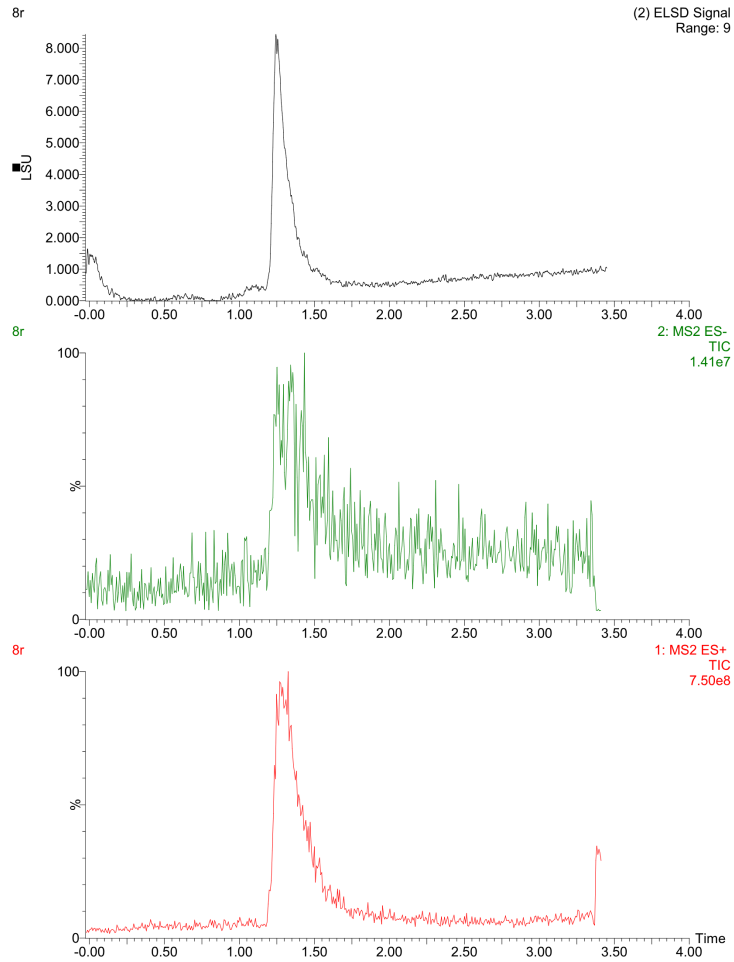 8r
(2) ELSD Signal
Range: 9
8.000
7.000
6.000
5.000
4.000
3.000
2.000
1.000
0.000
LSU
-0.00 0.50 1.00 1.50 2.00 2.50 3.00 3.50 4.00
8r
2: MS2 ES-
TIC
1.41e7
100
%
0
-0.00 0.50 1.00 1.50 2.00 2.50 3.00 3.50 4.00
8r
1: MS2 ES+
TIC
7.50e8
100
%
0
Time
-0.00 0.50 1.00 1.50 2.00 2.50 3.00 3.50 4.00